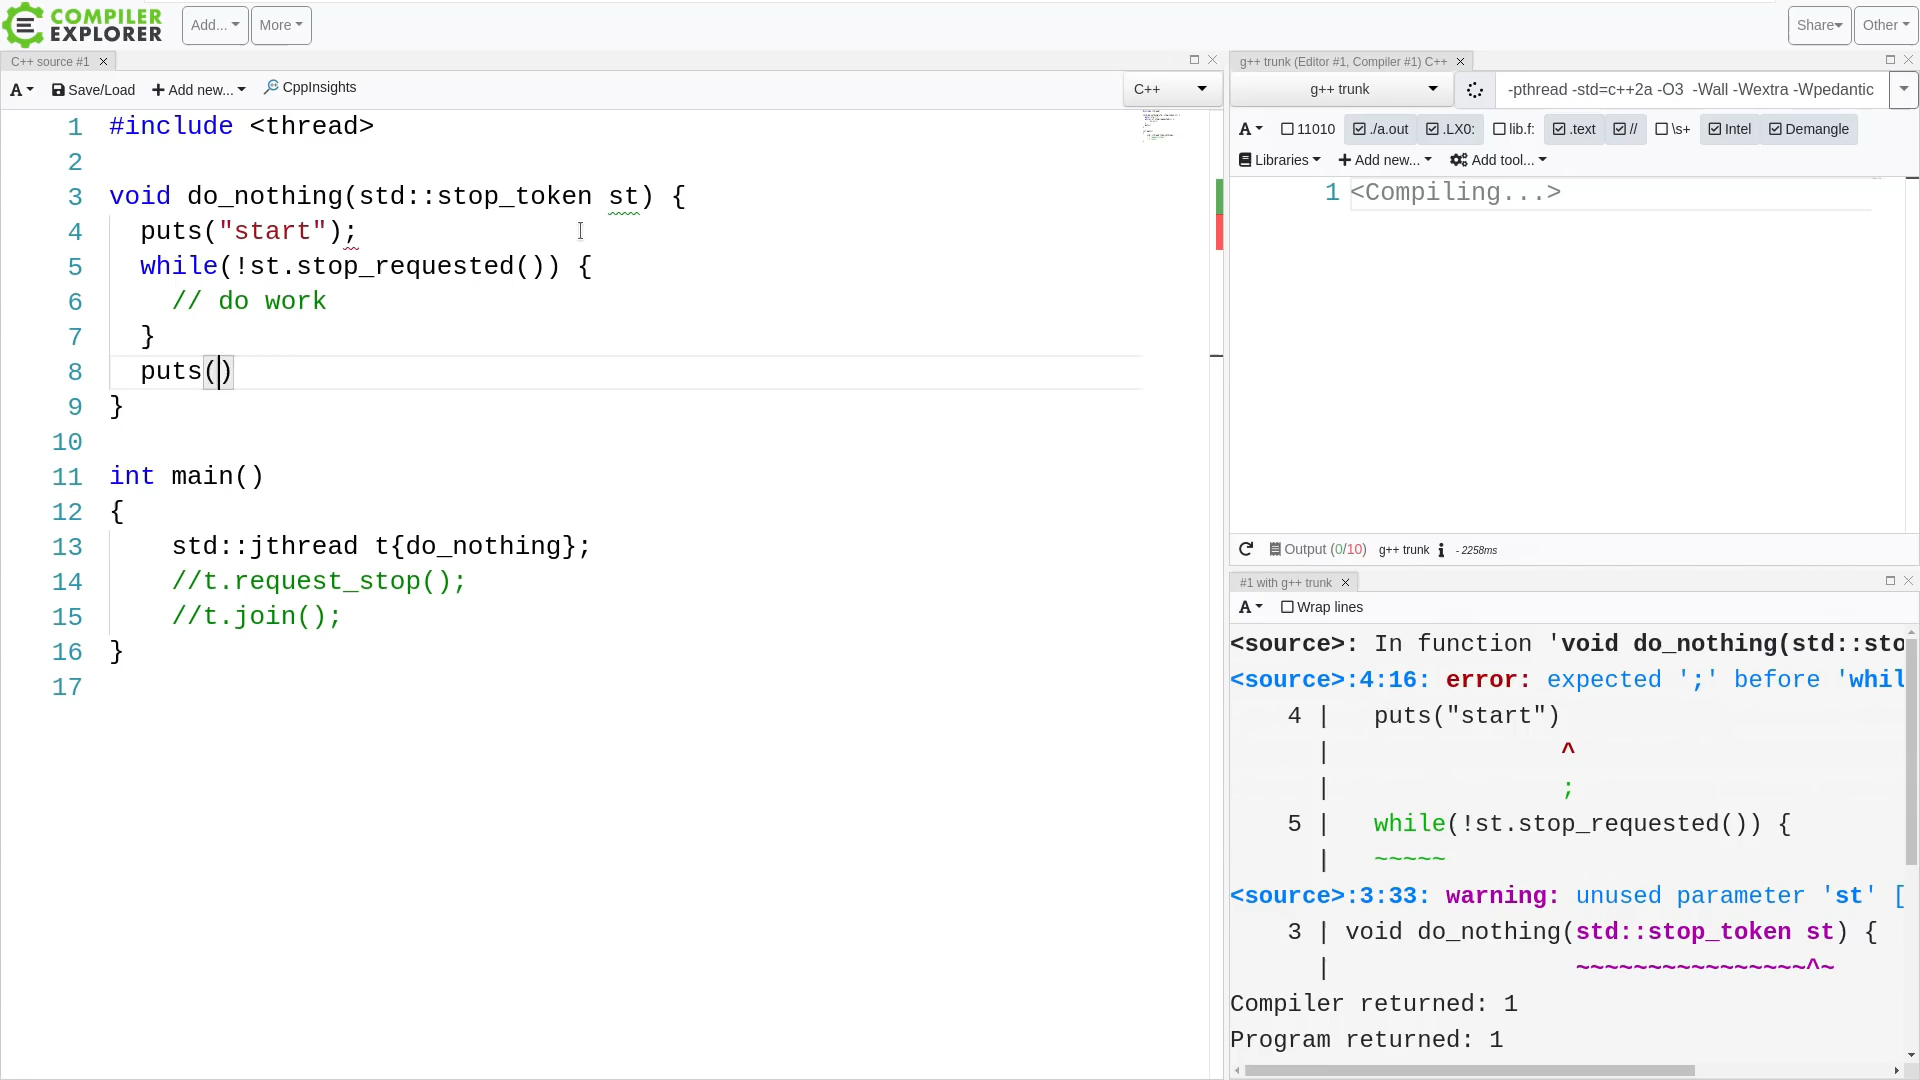 COMPILER
EXPLORER
Add...
More
Share
Other
C++ source #1
A
Save/Load
+ Add new...
CppInsights
C++
1 #include <thread>
2
3 void do_nothing(std::stop_token st) {
4 puts("start");
5 while(!st.stop_requested()) {
6 // do work
7 }
8 puts()
9 }
10
11 int main()
12 {
13 std::jthread t{do_nothing};
14 //t.request_stop();
15 //t.join();
16 }
17
g++ trunk (Editor #1, Compiler #1) C++
g++ trunk
-pthread -std=c++2a -O3 -Wall -Wextra -Wpedantic
A 11010 ./a.out .LX0: lib.f: .text // \s+ Intel Demangle
Libraries + Add new... Add tool...
1 <Compiling...>
Output (0/10) g++ trunk i - 2258ms
#1 with g++ trunk
A Wrap lines
<source>: In function 'void do_nothing(std::sto
<source>:4:16: error: expected ';' before 'whil
4 | puts("start")
| ^
| ;
5 | while(!st.stop_requested()) {
| ~~~~~
<source>:3:33: warning: unused parameter 'st' [
3 | void do_nothing(std::stop_token st) {
| ~~~~~~~~~~~~~~~~^~
Compiler returned: 1
Program returned: 1